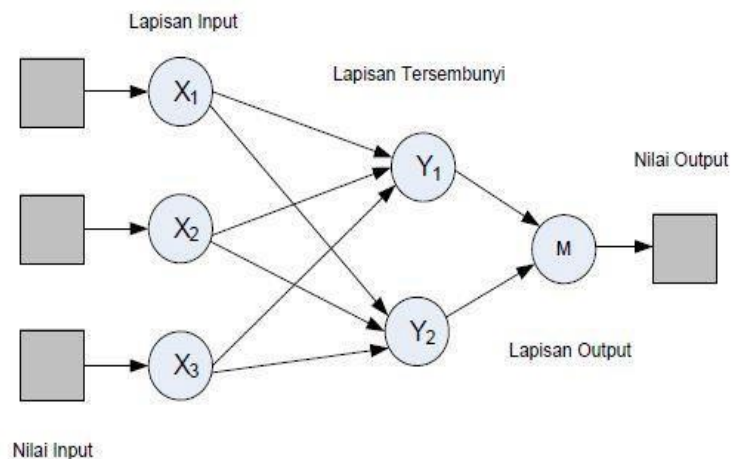 Lapisan Input
Lapisan Tersembunyi
X1
Y1
Nilai Output
X2
M
Y2
Lapisan Output
X3
Nilai Input